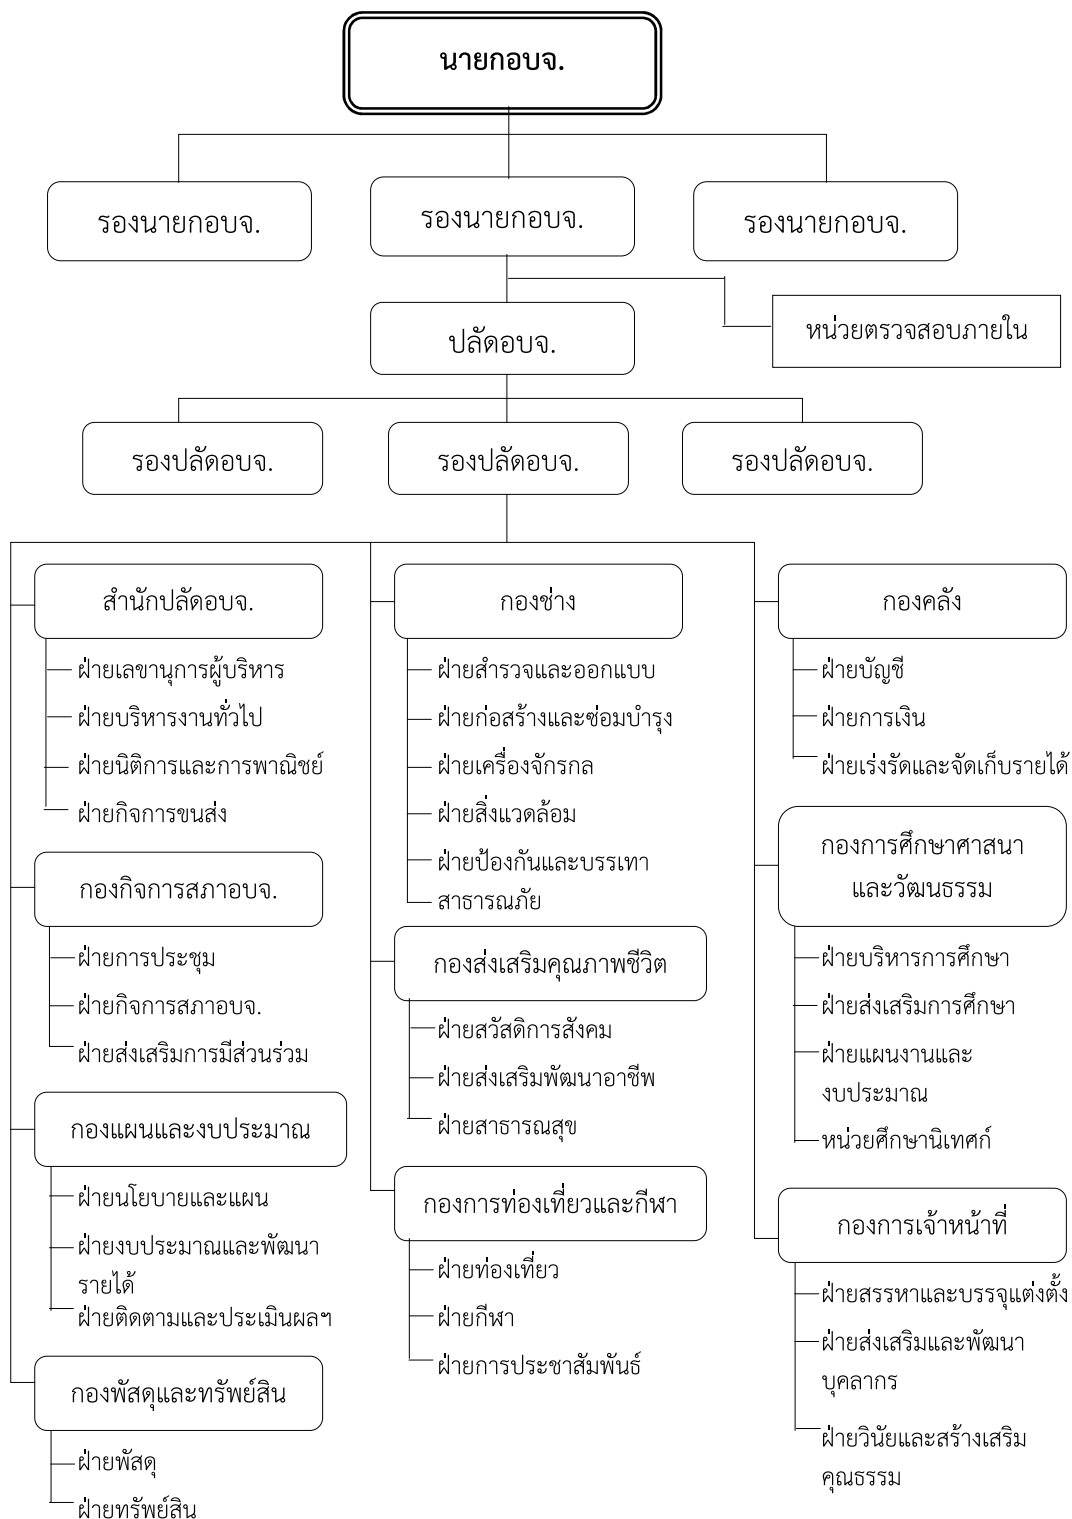 นายกอบจ.
รองนายกอบจ.
รองนายกอบจ.
รองนายกอบจ.
ปลัดอบจ.
หน่วยตรวจสอบภายใน
รองปลัดอบจ.
รองปลัดอบจ.
รองปลัดอบจ.
สำนักปลัดอบจ.
ฝ่ายเลขานุการผู้บริหาร
ฝ่ายบริหารงานทั่วไป
ฝ่ายนิติการและการพาณิชย์
ฝ่ายกิจการขนส่ง
กองกิจการสภาอบจ.
ฝ่ายการประชุม
ฝ่ายกิจการสภาอบจ.
ฝ่ายส่งเสริมการมีส่วนร่วม
กองแผนและงบประมาณ
ฝ่ายนโยบายและแผน
ฝ่ายงบประมาณและพัฒนา
รายได้
ฝ่ายติดตามและประเมินผลฯ
กองพัสดุและทรัพย์สิน
ฝ่ายพัสดุ
ฝ่ายทรัพย์สิน
กองช่าง
ฝ่ายสำรวจและออกแบบ
ฝ่ายก่อสร้างและซ่อมบำรุง
ฝ่ายเครื่องจักรกล
ฝ่ายสิ่งแวดล้อม
ฝ่ายป้องกันและบรรเทา
สาธารณภัย
กองส่งเสริมคุณภาพชีวิต
ฝ่ายสวัสดิการสังคม
ฝ่ายส่งเสริมพัฒนาอาชีพ
ฝ่ายสาธารณสุข
กองการท่องเที่ยวและกีฬา
ฝ่ายท่องเที่ยว
ฝ่ายกีฬา
ฝ่ายการประชาสัมพันธ์
กองคลัง
ฝ่ายบัญชี
ฝ่ายการเงิน
ฝ่ายเร่งรัดและจัดเก็บรายได้
กองการศึกษาศาสนา
และวัฒนธรรม
ฝ่ายบริหารการศึกษา
ฝ่ายส่งเสริมการศึกษา
ฝ่ายแผนงานและ
งบประมาณ
หน่วยศึกษานิเทศก์
กองการเจ้าหน้าที่
ฝ่ายสรรหาและบรรจุแต่งตั้ง
ฝ่ายส่งเสริมและพัฒนา
บุคลากร
ฝ่ายวินัยและสร้างเสริม
คุณธรรม